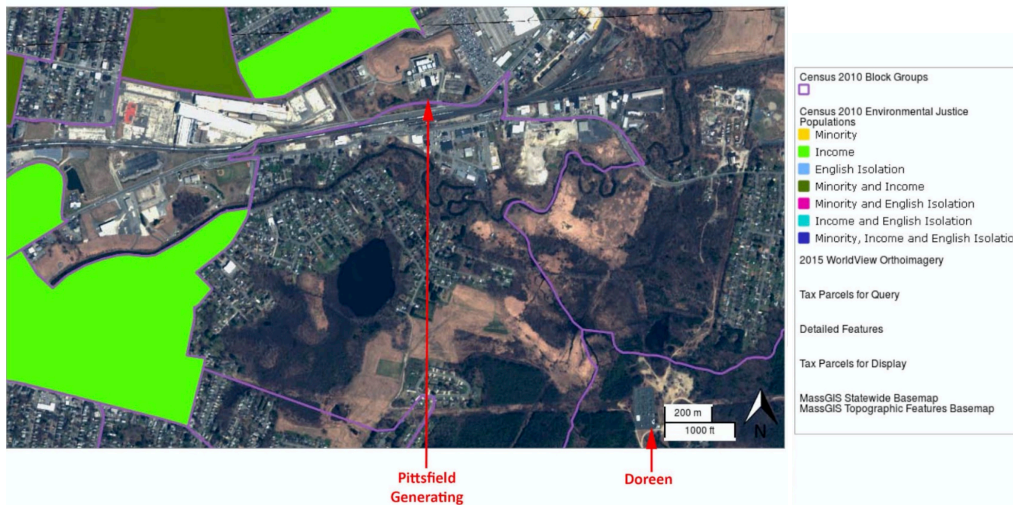 Census 2010 Block Groups
Census 2010 Environmental Justice
Populations
Minority
Income
English Isolation
Minority and Income
Minority and English Isolation
Income and English Isolation
Minority, Income and English Isolatio
2015 WorldView Orthoimagery
Tax Parcels for Query
Detailed Features
Tax Parcels for Display
MassGIS Statewide Basemap
MassGIS Topographic Features Basemap
200 m
1000 ft
N
Pittsfield
Generating
Doreen